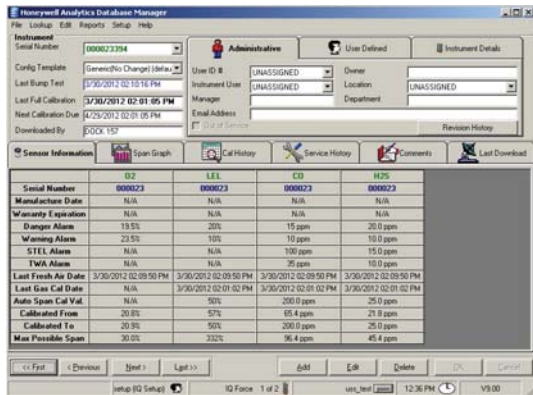 Honeywell Analytics Database Manager
File Lookup Edit Reports Setup Help
Instrument
Serial Number 000023394
Config Template Generic(No Change) (defau
Last Bump Test 3/30/2012 02:10:16 PM
Last Full Calibration 3/30/2012 02:01:05 PM
Next Calibration Due 4/29/2012 02:01:05 PM
Downloaded By DOCK 157
Administrative User Defined Instrument Details
User ID # UNASSIGNED Owner
Instrument User UNASSIGNED Location UNASSIGNED
Manager Department
Email Address
Out of Service Revision History
Sensor Information Span Graph Cal History Service History Comments Last Download
O2 LEL CO H2S
Serial Number 000023 000023 000023 000023
Manufacture Date N/A N/A N/A N/A
Warranty Expiration N/A N/A N/A N/A
Danger Alarm 19.5% 20% 15 ppm 20.0 ppm
Warning Alarm 23.5% 10% 10 ppm 10.0 ppm
STEL Alarm N/A N/A 100 ppm 15.0 ppm
TWA Alarm N/A N/A 35 ppm 10.0 ppm
Last Fresh Air Date 3/30/2012 02:09:50 PM 3/30/2012 02:09:50 PM 3/30/2012 02:09:50 PM 3/30/2012 02:09:50 PM
Last Gas Cal Date N/A 3/30/2012 02:01:02 PM 3/30/2012 02:01:02 PM 3/30/2012 02:01:02 PM
Auto Span Cal Val. N/A 50% 200.0 ppm 25.0 ppm
Calibrated From 20.8% 57% 65.4 ppm 21.8 ppm
Calibrated To 20.9% 50% 200.0 ppm 25.0 ppm
Max Possible Span 30.0% 332% 96.4 ppm 45.4 ppm
<< First < Previous Next > Last >> Add Edit Delete OK Cancel
setup (IQ Setup) IQ Force 1 of 2 uss_test 12:36 PM V9.00